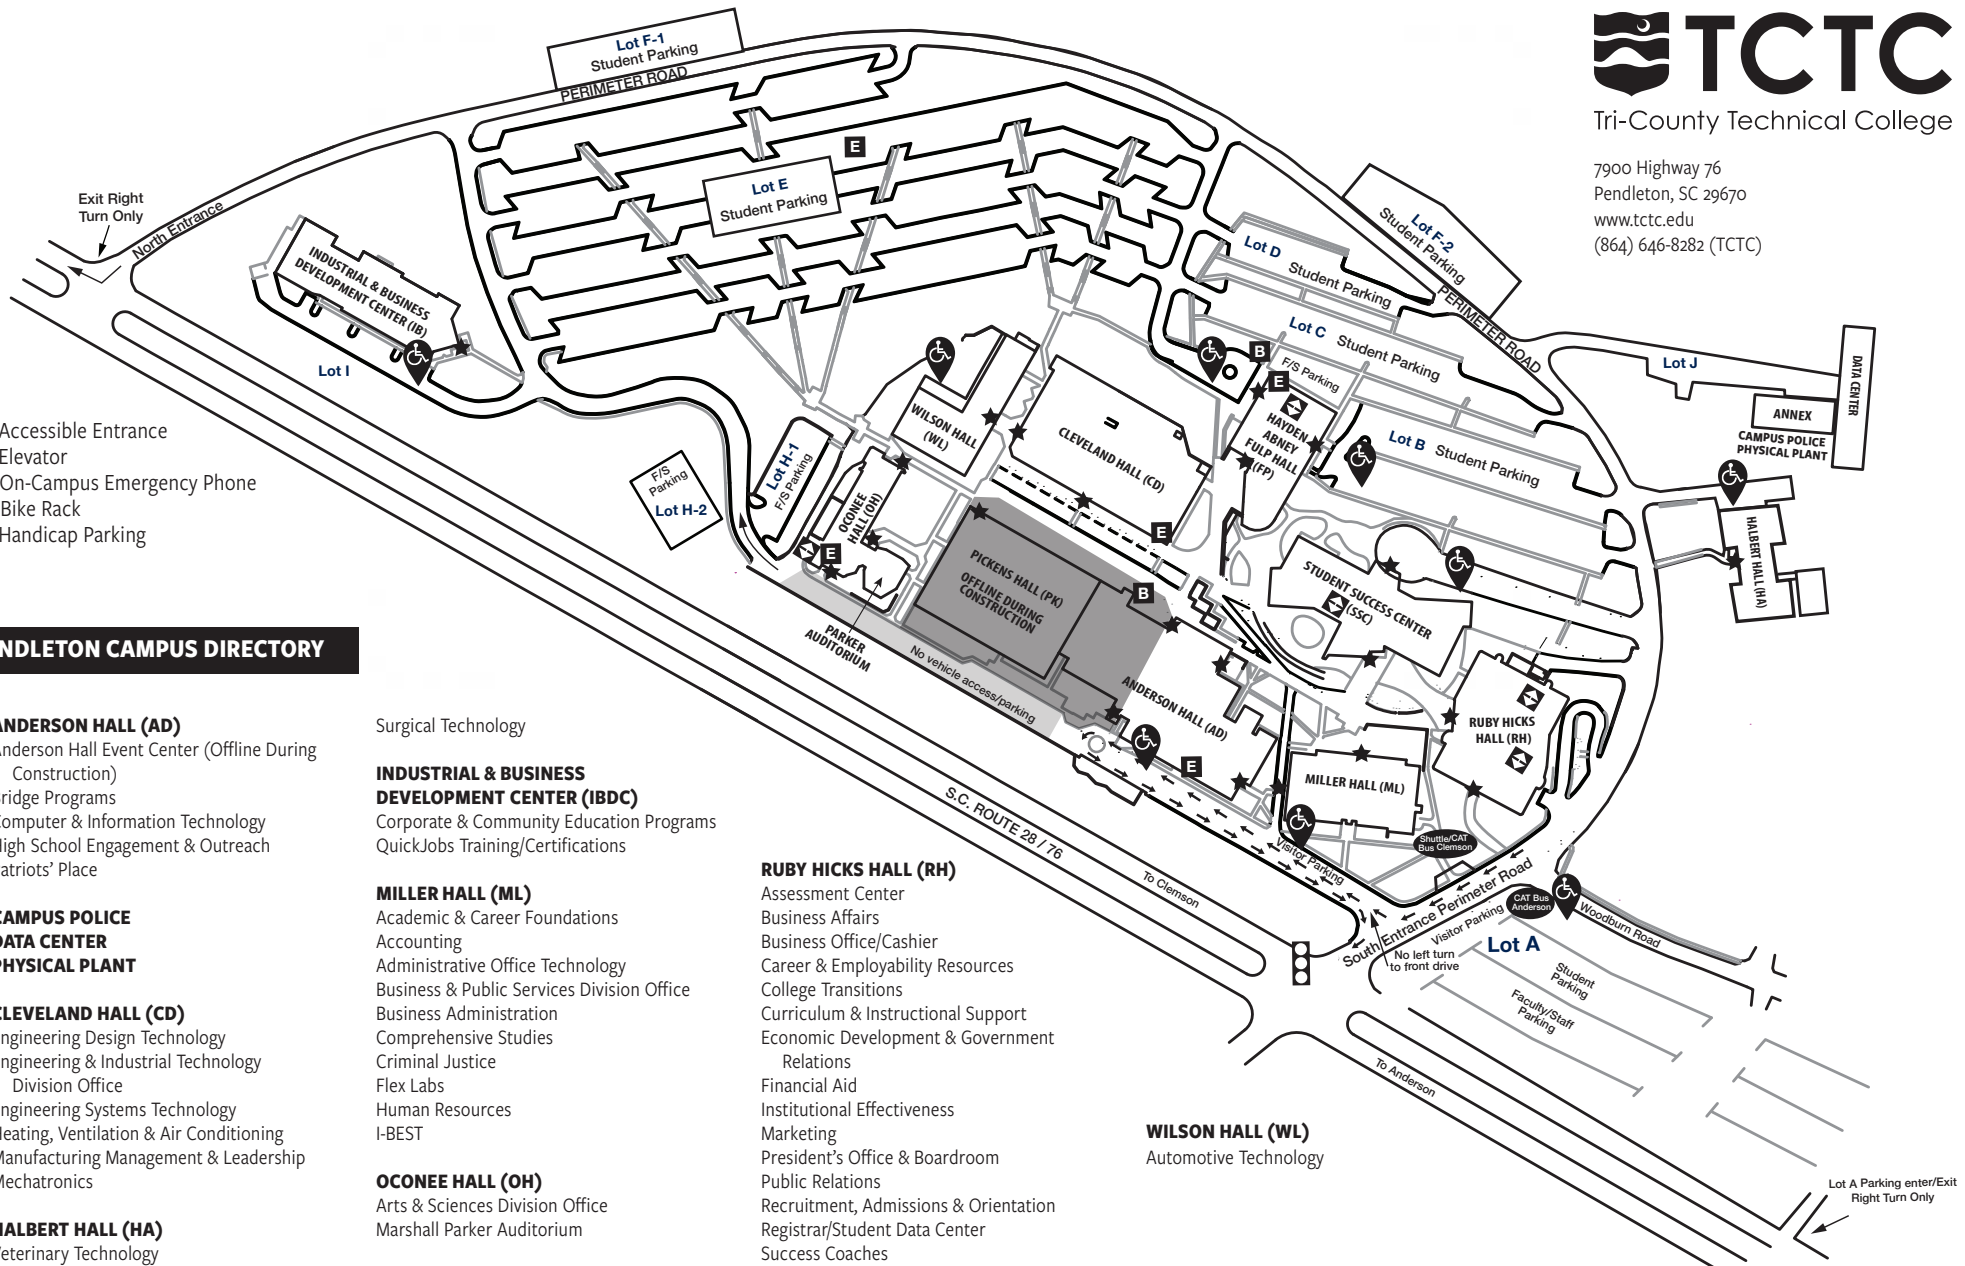 TCTC
Tri-County Technical College
7900 Highway 76
Pendleton, SC 29670
www.tctc.edu
(864) 646-8282 (TCTC)
Lot F-1
Student Parking
PERIMETER ROAD
E
Lot E
Student Parking
Exit Right
Turn Only
North Entrance
INDUSTRIAL & BUSINESS
DEVELOPMENT CENTER (IB)
Lot I
Lot F-2
Student Parking
PERIMETER ROAD
Lot D Student Parking
Lot C Student Parking
F/S Parking
Lot B Student Parking
Lot J
DATA CENTER
ANNEX
CAMPUS POLICE
PHYSICAL PLANT
HALBERT HALL (HA)
B
E
HAYDEN
ABNEY
FULP HALL
(FP)
WILSON HALL
(WL)
CLEVELAND HALL (CD)
E
Lot H-1
F/S Parking
F/S
Parking
Lot H-2
OCONEE
HALL (OH)
E
PARKER
AUDITORIUM
PICKENS HALL (PK)
OFFLINE DURING
CONSTRUCTION
B
No vehicle access/parking
STUDENT SUCCESS CENTER
(SSC)
ANDERSON HALL (AD)
E
RUBY HICKS
HALL (RH)
MILLER HALL (ML)
Shuttle/CAT
Bus Clemson
Visitor Parking
S.C. ROUTE 28 / 76
To Clemson
South Entrance Perimeter Road
Visitor Parking
CAT Bus
Anderson
Woodburn Road
Lot A
No left turn
to front drive
Student
Parking
Faculty/Staff
Parking
To Anderson
Lot A Parking enter/Exit
Right Turn Only
Accessible Entrance
Elevator
On-Campus Emergency Phone
Bike Rack
Handicap Parking
NDLETON CAMPUS DIRECTORY
ANDERSON HALL (AD)
Anderson Hall Event Center (Offline During
Construction)
ridge Programs
omputer & Information Technology
igh School Engagement & Outreach
atriots' Place
CAMPUS POLICE
DATA CENTER
PHYSICAL PLANT
CLEVELAND HALL (CD)
ngineering Design Technology
ngineering & Industrial Technology
Division Office
ngineering Systems Technology
eating, Ventilation & Air Conditioning
Manufacturing Management & Leadership
Mechatronics
HALBERT HALL (HA)
eterinary Technology
Surgical Technology
INDUSTRIAL & BUSINESS
DEVELOPMENT CENTER (IBDC)
Corporate & Community Education Programs
QuickJobs Training/Certifications
MILLER HALL (ML)
Academic & Career Foundations
Accounting
Administrative Office Technology
Business & Public Services Division Office
Business Administration
Comprehensive Studies
Criminal Justice
Flex Labs
Human Resources
I-BEST
OCONEE HALL (OH)
Arts & Sciences Division Office
Marshall Parker Auditorium
RUBY HICKS HALL (RH)
Assessment Center
Business Affairs
Business Office/Cashier
Career & Employability Resources
College Transitions
Curriculum & Instructional Support
Economic Development & Government
Relations
Financial Aid
Institutional Effectiveness
Marketing
President's Office & Boardroom
Public Relations
Recruitment, Admissions & Orientation
Registrar/Student Data Center
Success Coaches
WILSON HALL (WL)
Automotive Technology